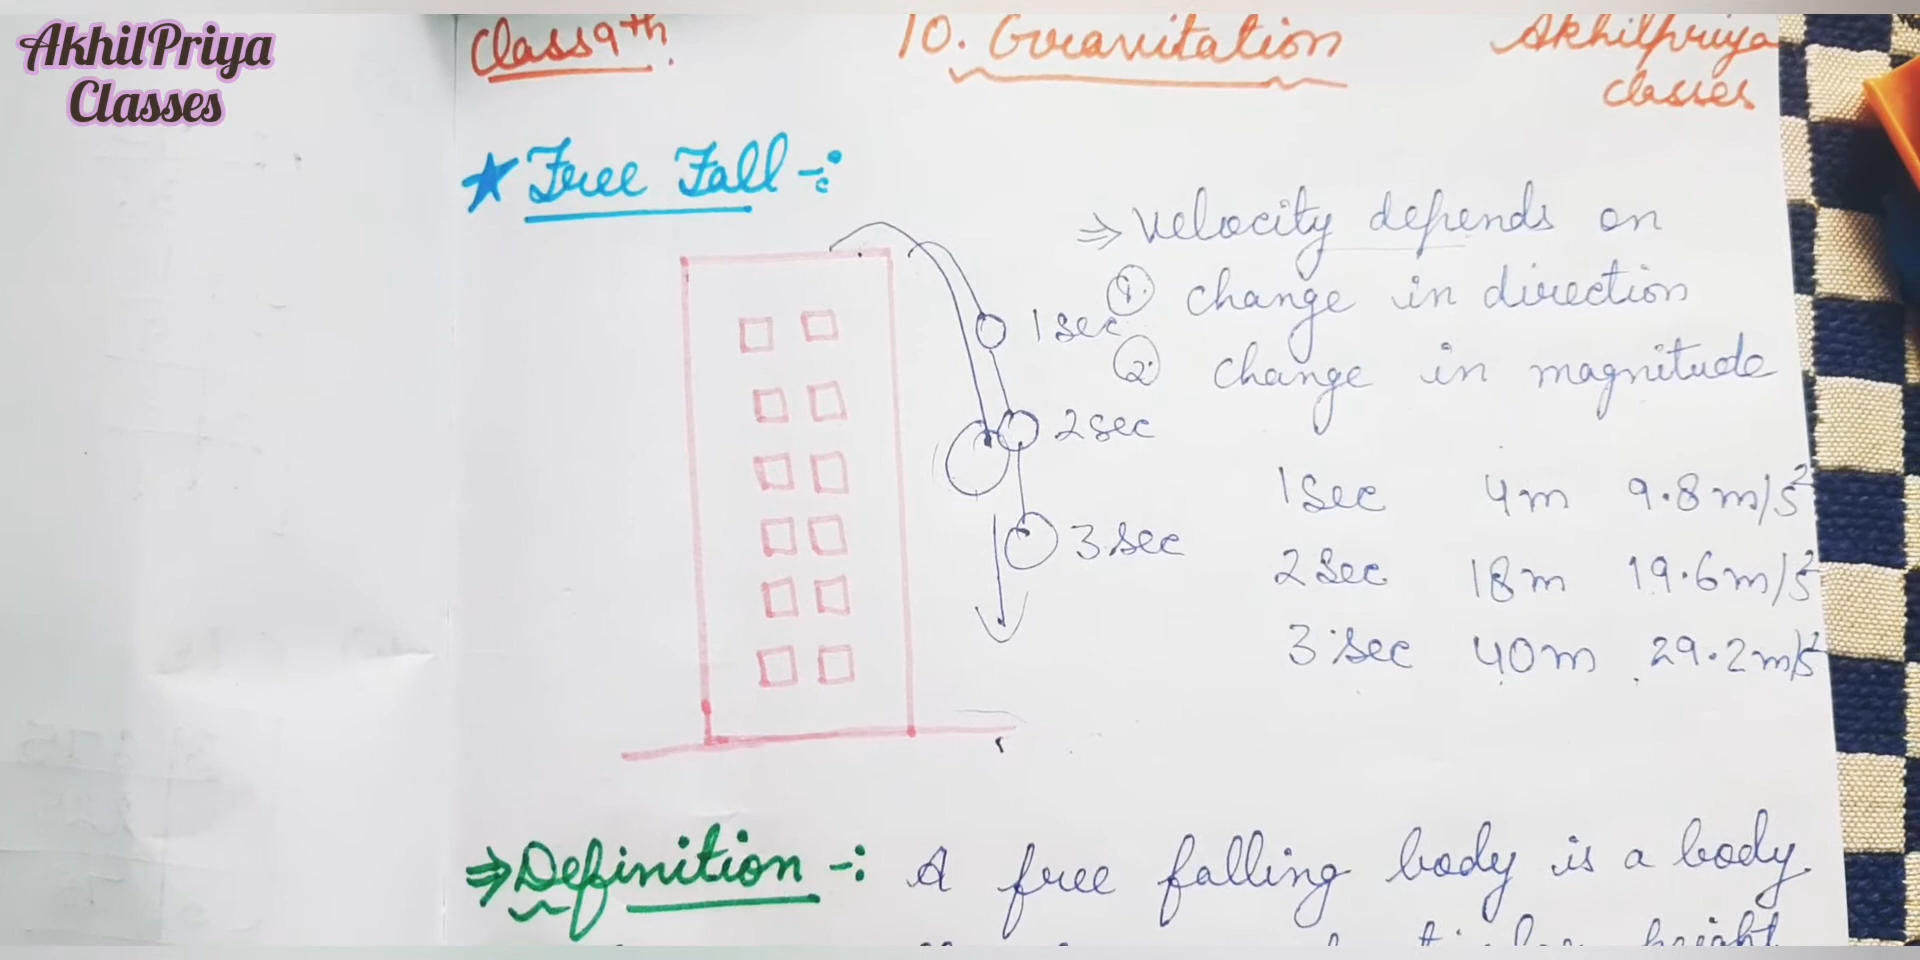 AkhilPriya
Classes
Class 9th.
10. Gravitation
Akhilpriya
classes
★ Free Fall -:
⇒ Velocity depends on
① change in direction
② change in magnitude
1 sec
2 sec
3 sec
1 Sec 4m 9.8 m/s²
2 Sec 18m 19.6 m/s²
3 Sec 40m 29.2 m/s²
⇒ Definition -: A free falling body is a body
height